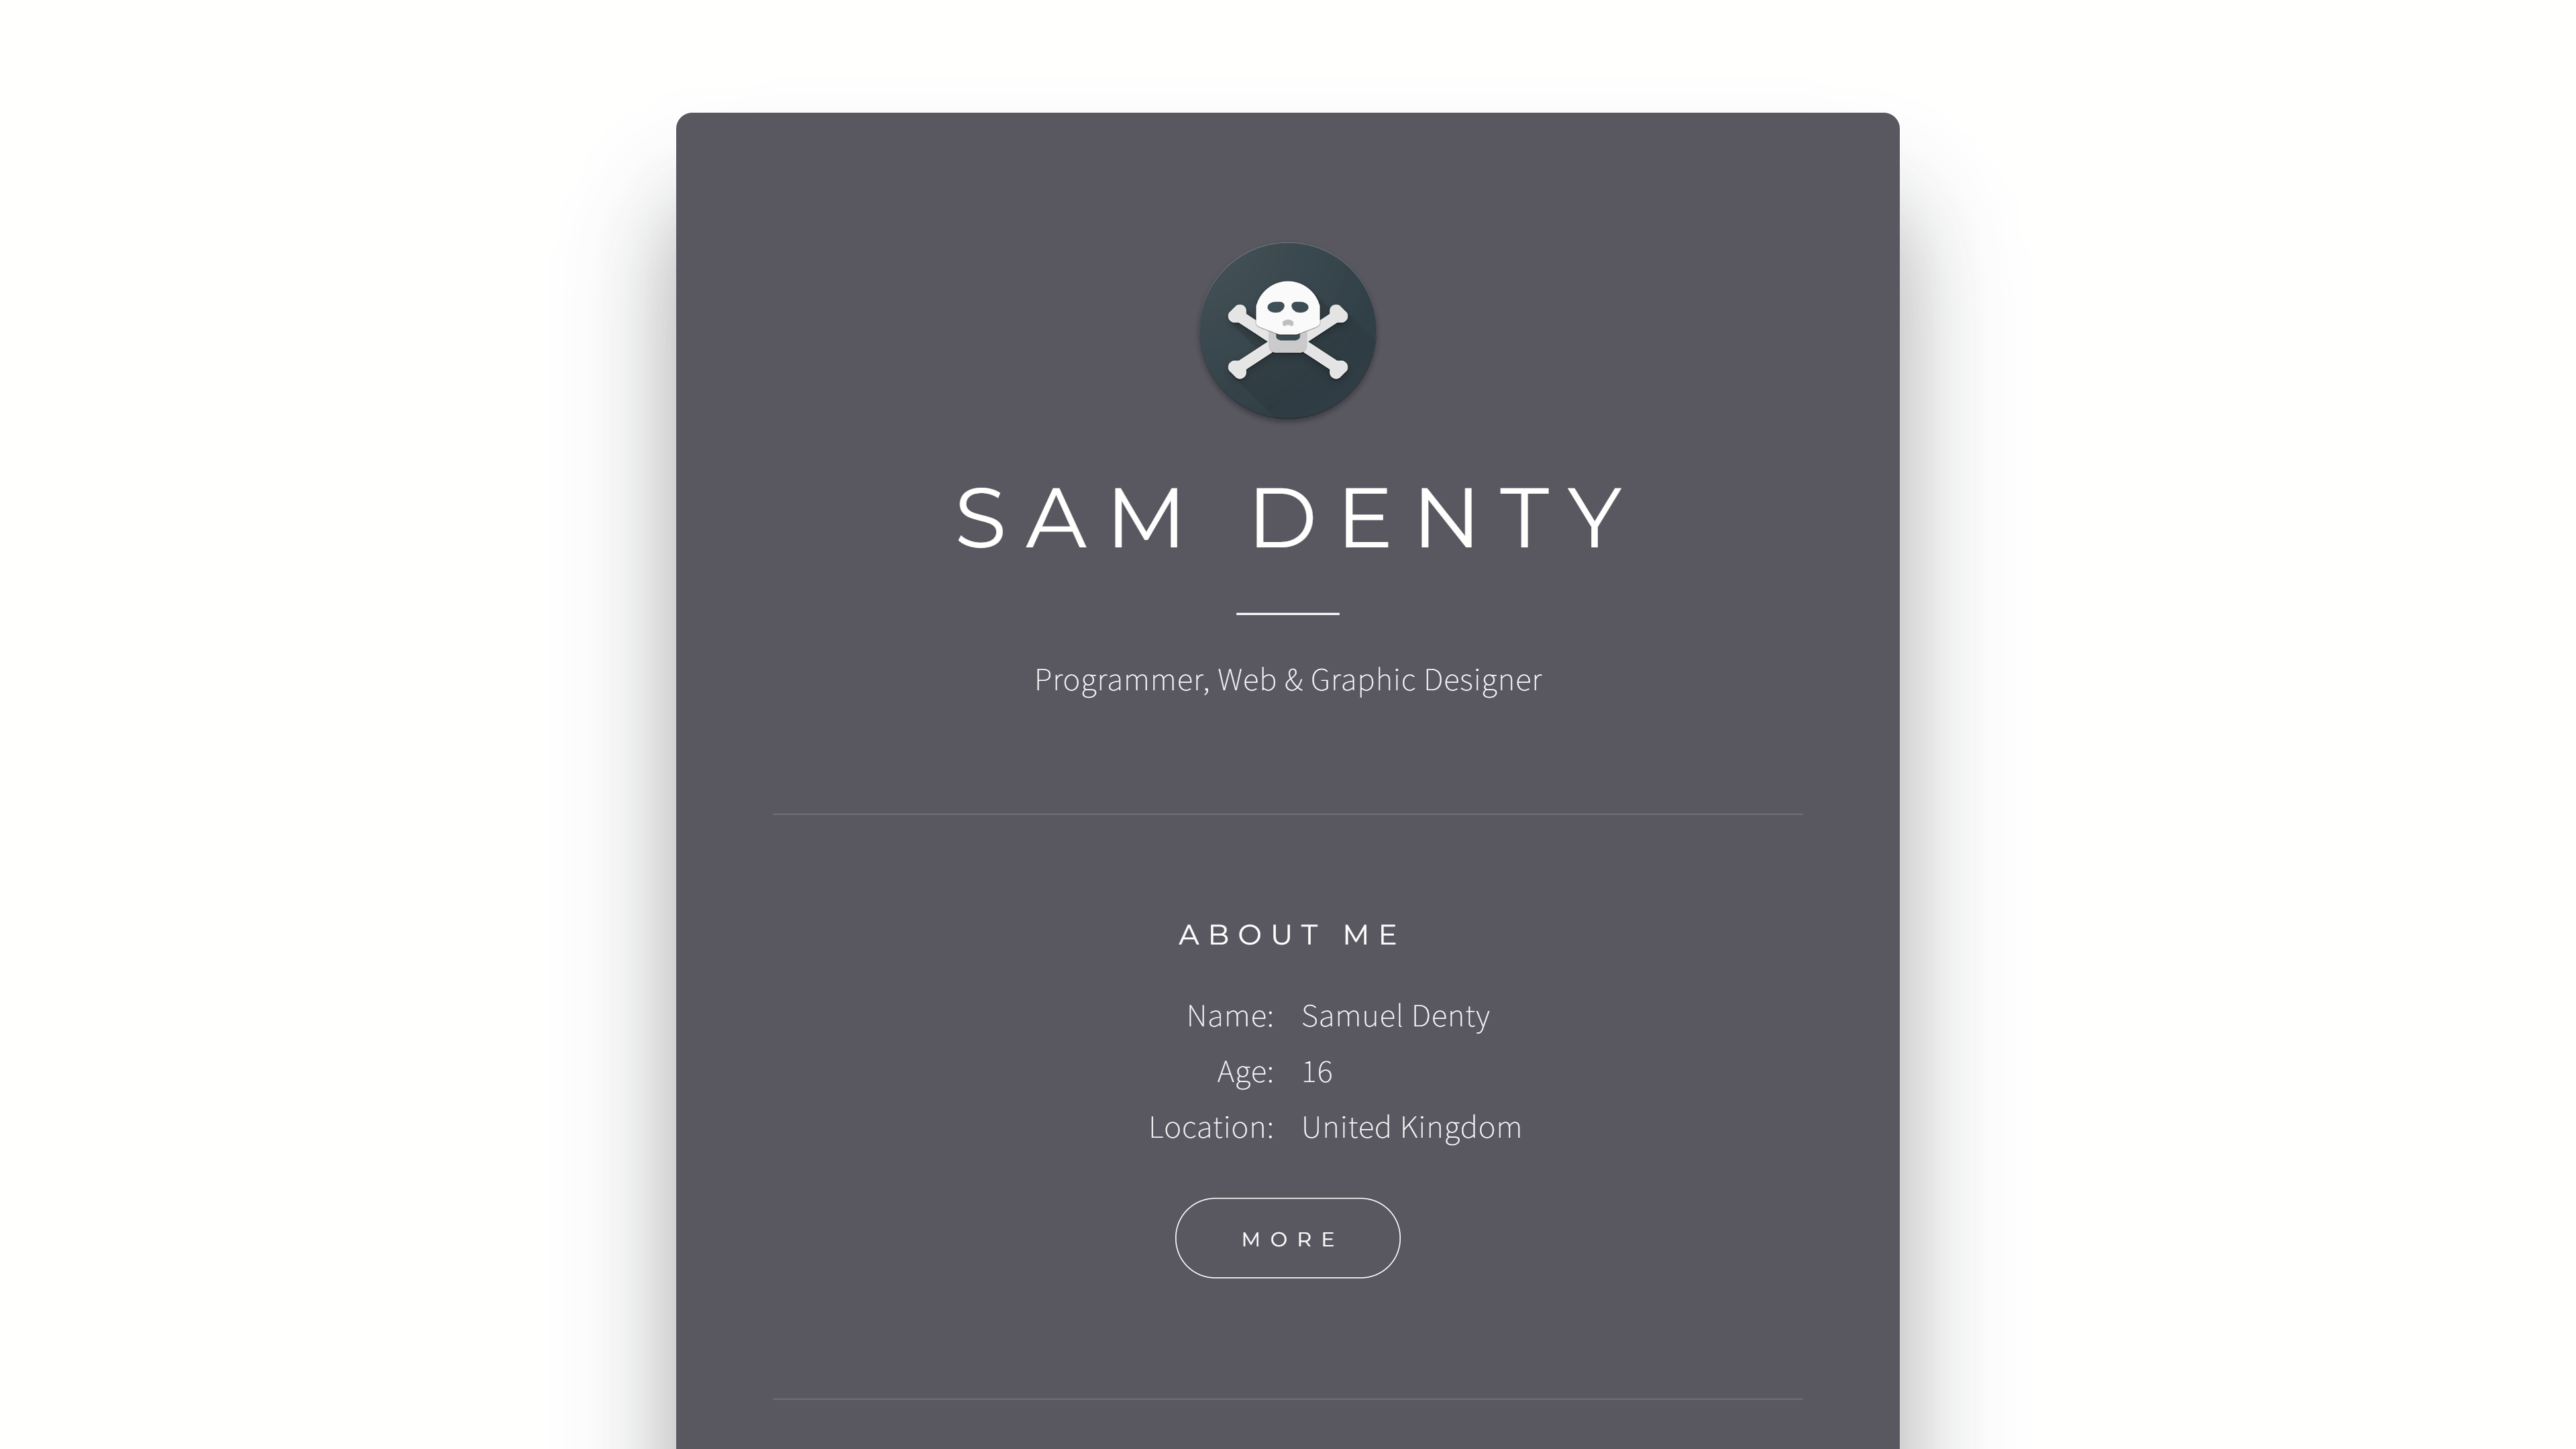 SAM DENTY
Programmer, Web & Graphic Designer
ABOUT ME
Name: Samuel Denty
Age: 16
Location: United Kingdom
MORE